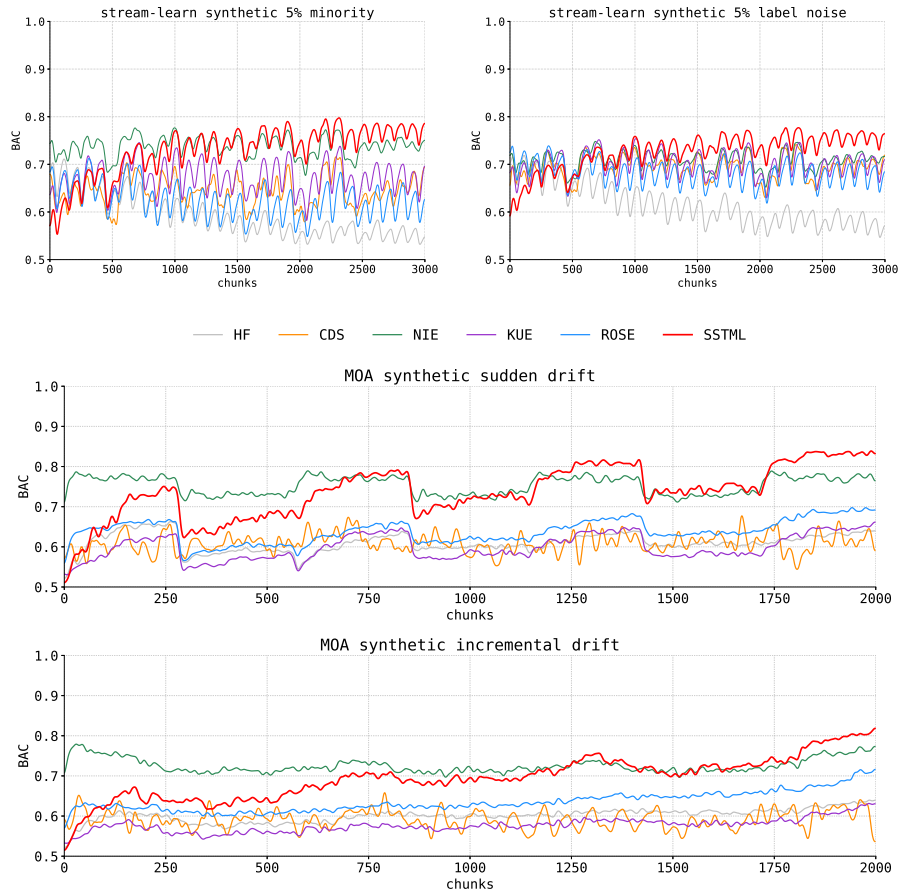 stream-learn synthetic 5% minority
stream-learn synthetic 5% label noise
1.0
0.9
0.8
0.7
0.6
0.5
BAC
0 500 1000 1500 2000 2500 3000
chunks
1.0
0.9
0.8
0.7
0.6
0.5
BAC
0 500 1000 1500 2000 2500 3000
chunks
HF CDS NIE KUE ROSE SSTML
MOA synthetic sudden drift
1.0
0.9
0.8
0.7
0.6
0.5
BAC
0 250 500 750 1000 1250 1500 1750 2000
chunks
MOA synthetic incremental drift
1.0
0.9
0.8
0.7
0.6
0.5
BAC
0 250 500 750 1000 1250 1500 1750 2000
chunks